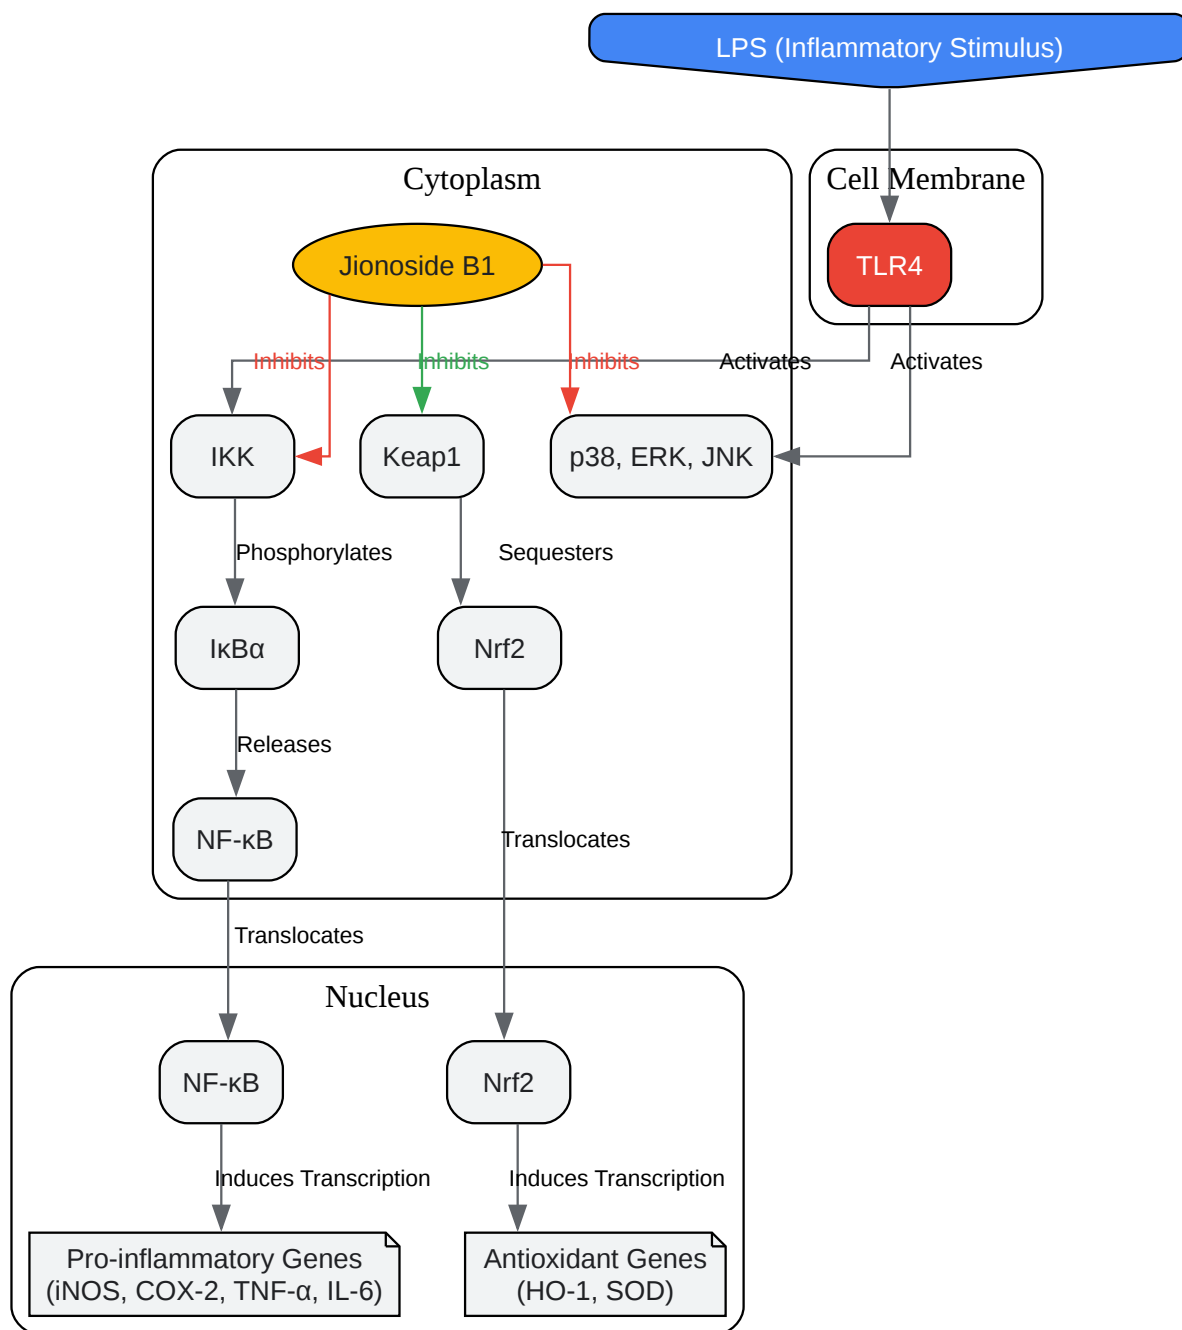 LPS (Inflammatory Stimulus)
Cytoplasm
Cell Membrane
Jionoside B1
TLR4
Inhibits
Inhibits
Inhibits
Activates
Activates
IKK
Keap1
p38, ERK, JNK
Phosphorylates
Sequesters
IκBα
Nrf2
Releases
NF-κB
Translocates
Translocates
Nucleus
NF-κB
Nrf2
Induces Transcription
Induces Transcription
Pro-inflammatory Genes
(iNOS, COX-2, TNF-α, IL-6)
Antioxidant Genes
(HO-1, SOD)